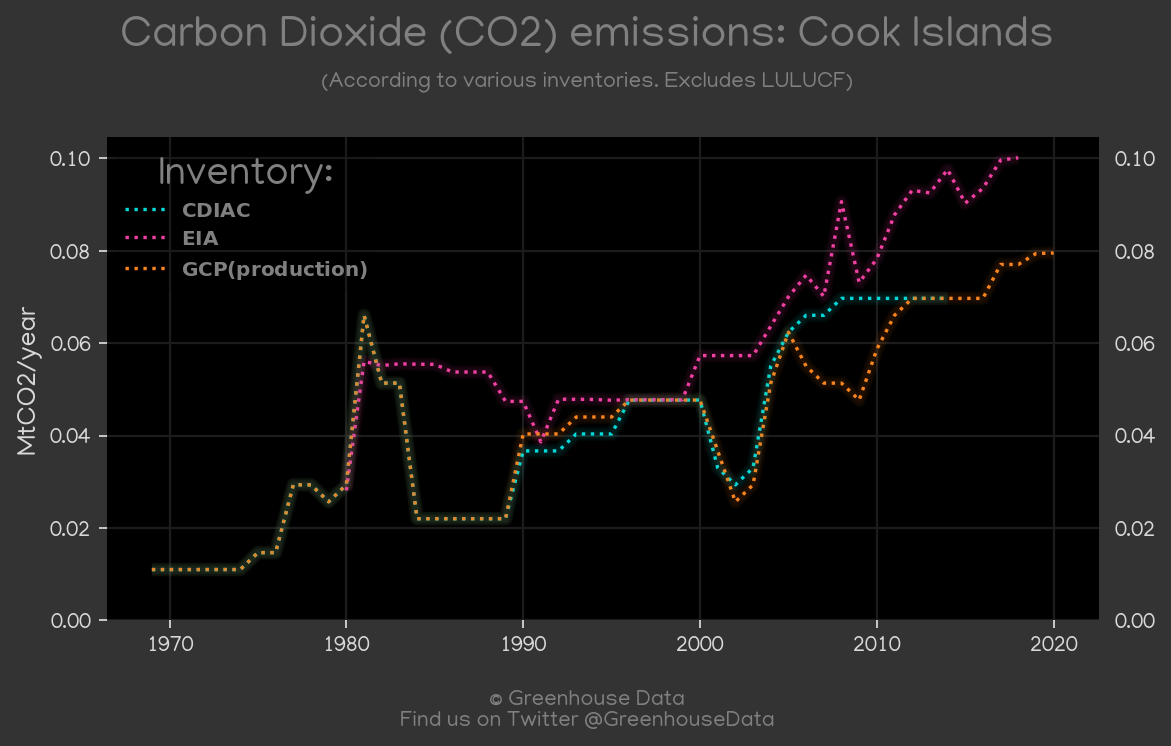 Carbon Dioxide (CO2) emissions: Cook Islands
(According to various inventories. Excludes LULUCF)
Inventory:
CDIAC
EIA
GCP(production)
MtCO2/year
0.10
0.08
0.06
0.04
0.02
0.00
0.10
0.08
0.06
0.04
0.02
0.00
1970
1980
1990
2000
2010
2020
© Greenhouse Data
Find us on Twitter @GreenhouseData